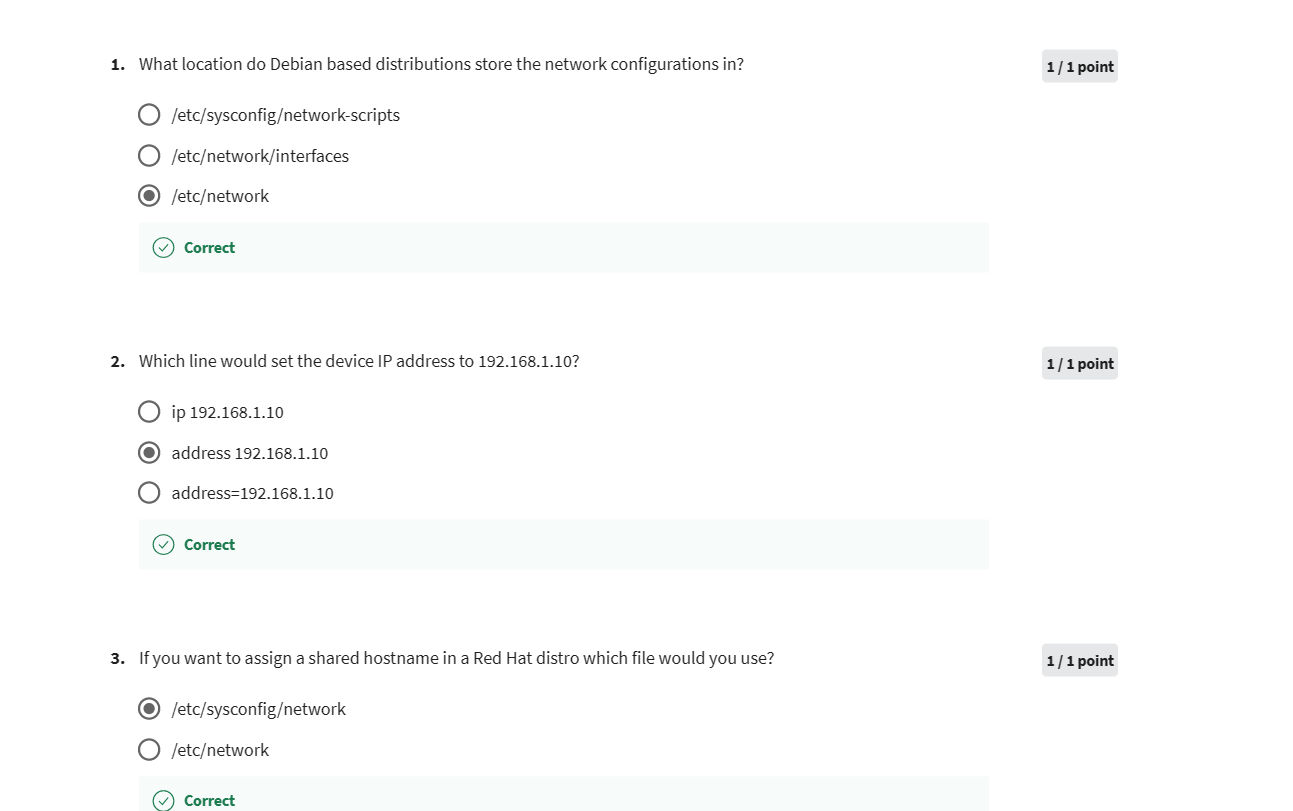 1. What location do Debian based distributions store the network configurations in?
1 / 1 point
/etc/sysconfig/network-scripts
/etc/network/interfaces
/etc/network
Correct
2. Which line would set the device IP address to 192.168.1.10?
1 / 1 point
ip 192.168.1.10
address 192.168.1.10
address=192.168.1.10
Correct
3. If you want to assign a shared hostname in a Red Hat distro which file would you use?
1 / 1 point
/etc/sysconfig/network
/etc/network
Correct